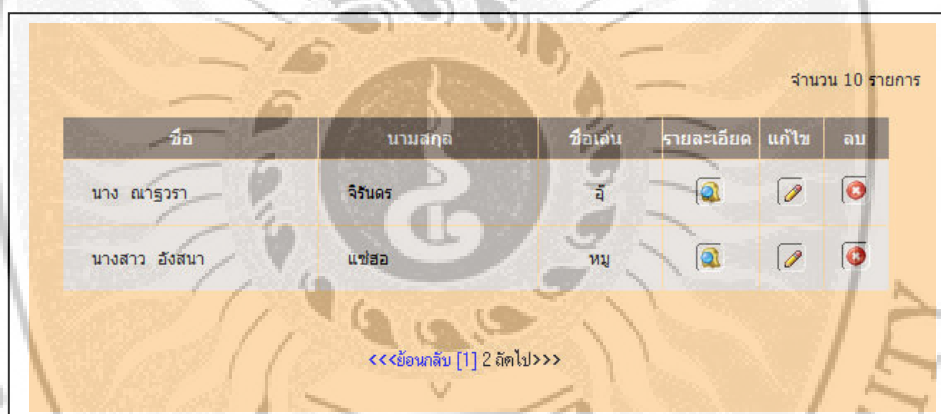 จำนวน 10 รายการ
ชื่อ นามสกุล ชื่อเล่น รายละเอียด แก้ไข ลบ
นาง ณาฐวรา จิรันดร อุ๊
นางสาว อังสนา แซ่ฮอ หมู
<<<ย้อนกลับ [1] 2 ถัดไป>>>